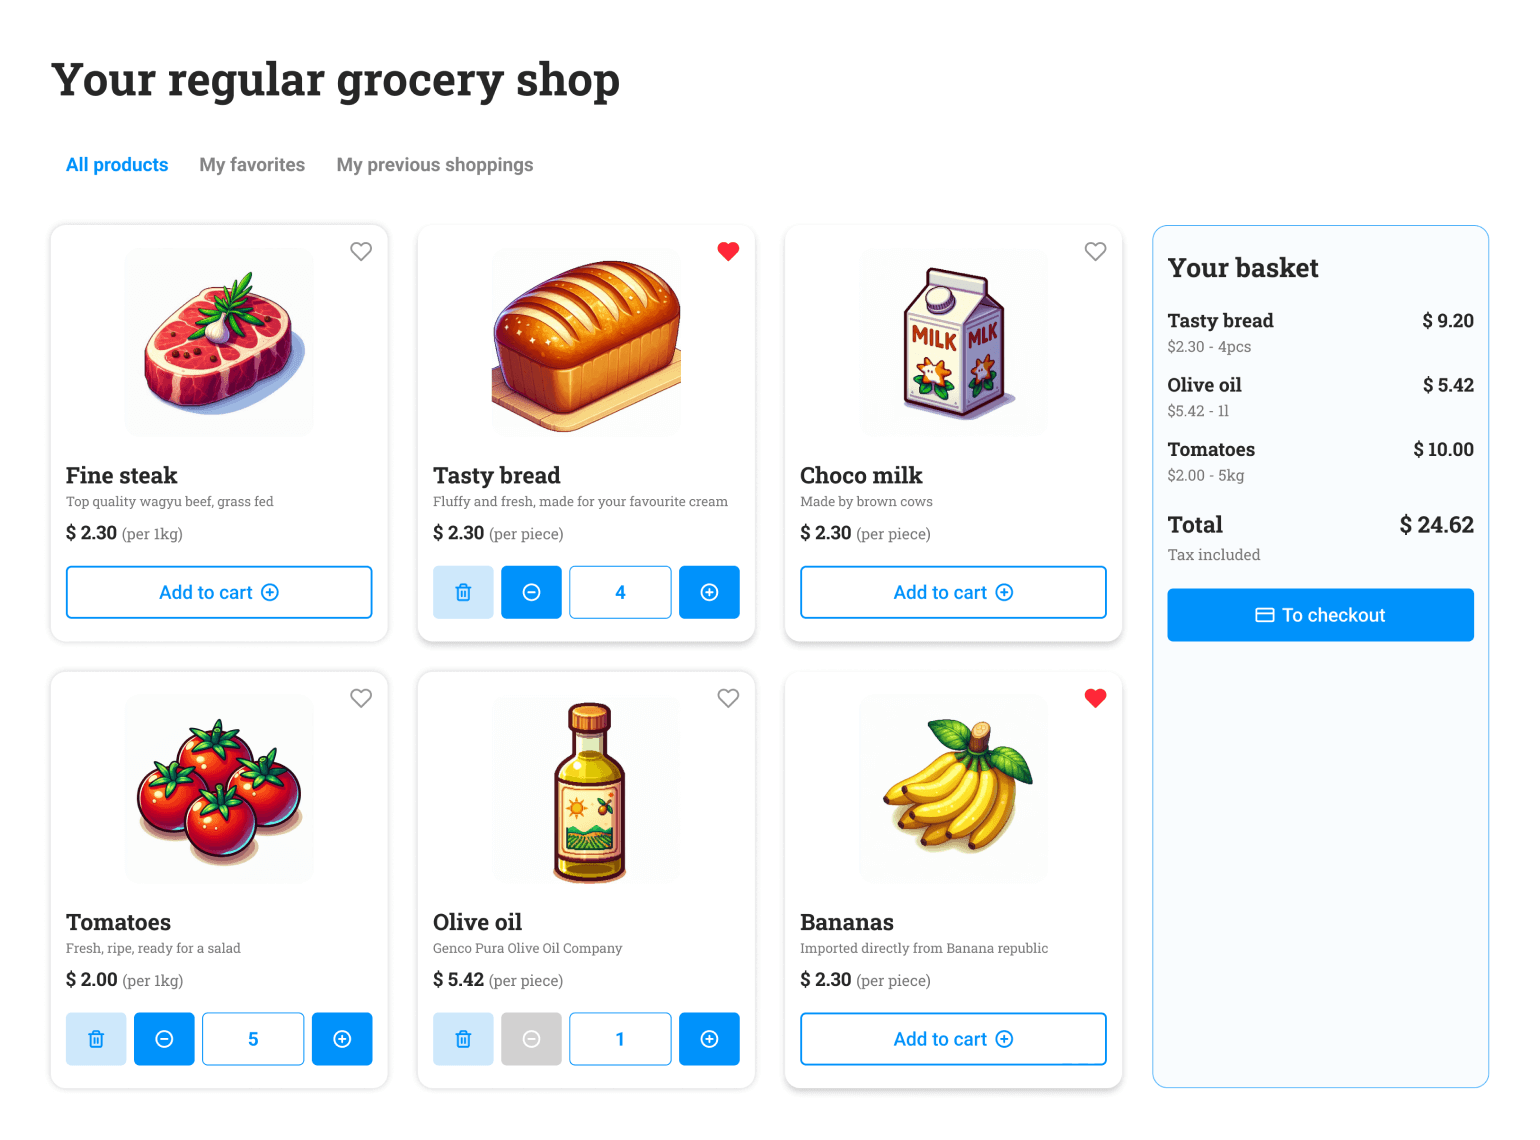 Your regular grocery shop
All products
My favorites
My previous shoppings
MILK
MLK
Fine steak
Top quality wagyu beef, grass fed
$ 2.30 (per 1kg)
Add to cart
Tasty bread
Fluffy and fresh, made for your favourite cream
$ 2.30 (per piece)
4
Choco milk
Made by brown cows
$ 2.30 (per piece)
Add to cart
Tomatoes
Fresh, ripe, ready for a salad
$ 2.00 (per 1kg)
5
Olive oil
Genco Pura Olive Oil Company
$ 5.42 (per piece)
1
Bananas
Imported directly from Banana republic
$ 2.30 (per piece)
Add to cart
Your basket
Tasty bread $ 9.20
$2.30 - 4pcs
Olive oil $ 5.42
$5.42 - 1l
Tomatoes $ 10.00
$2.00 - 5kg
Total $ 24.62
Tax included
To checkout